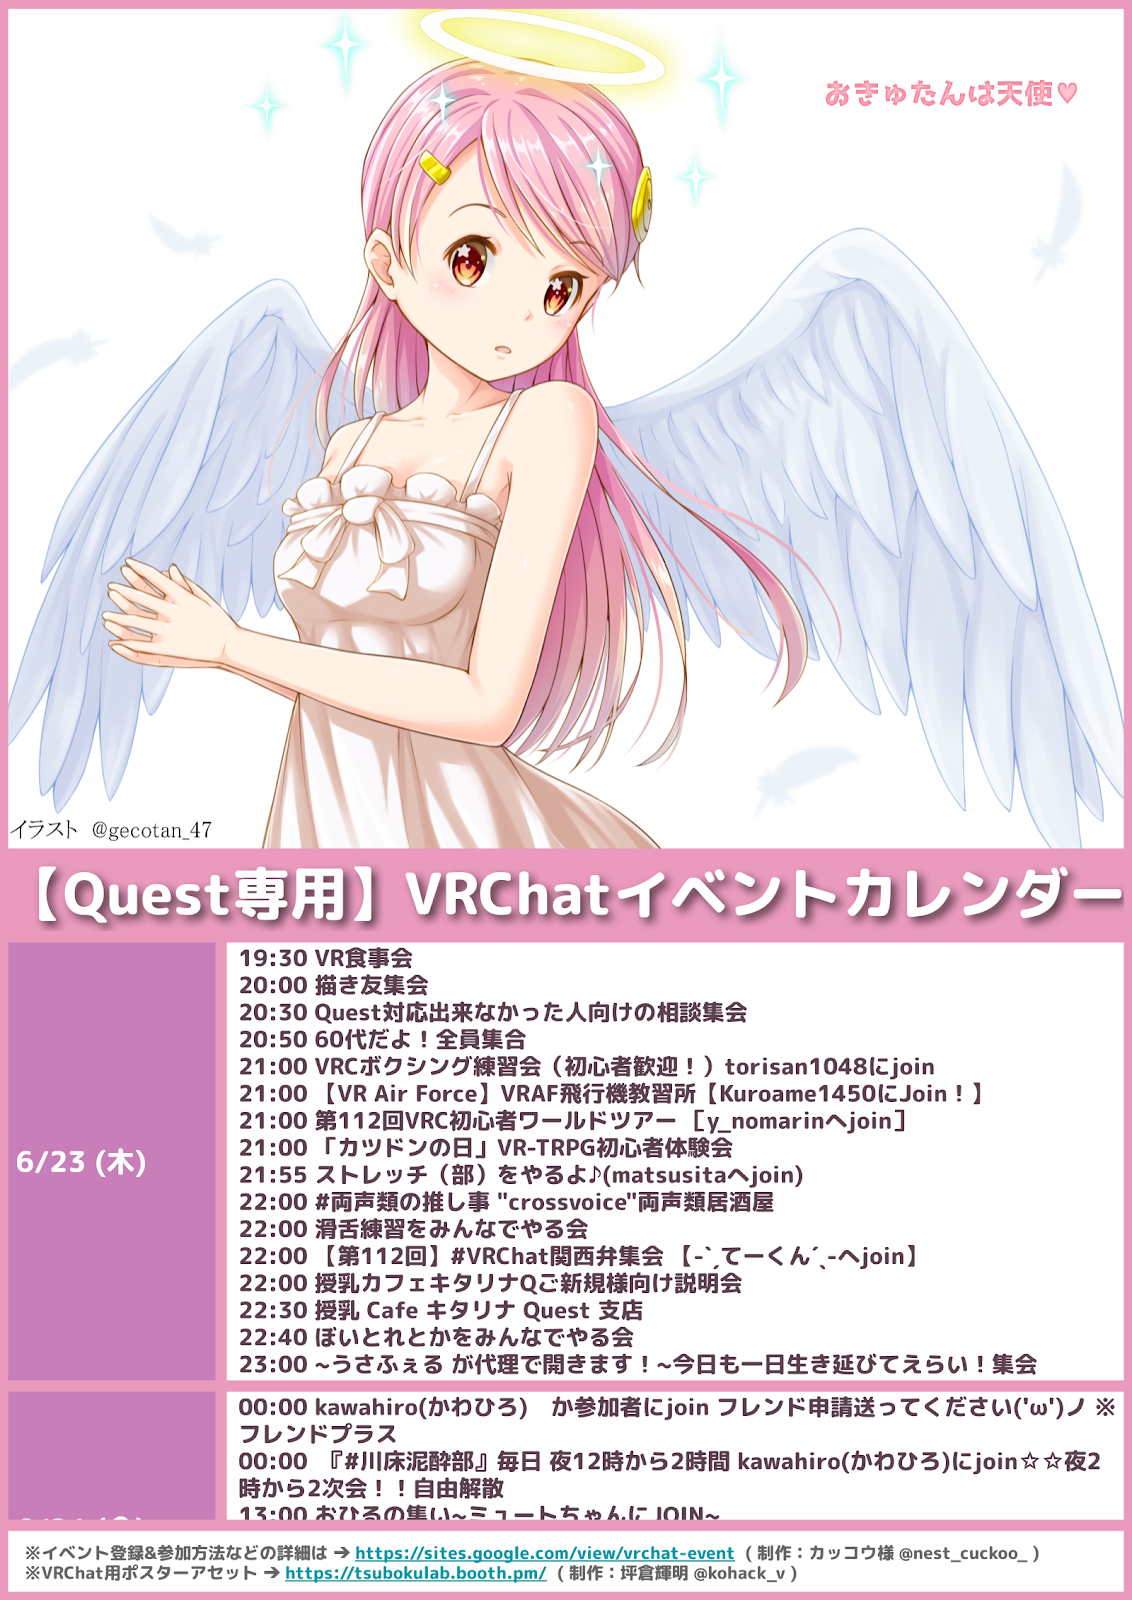 おきゅたんは天使♥
イラスト @gecotan_47
【Quest専用】VRChatイベントカレンダー
6/23 (木)
19:30 VR食事会
20:00 描き友集会
20:30 Quest対応出来なかった人向けの相談集会
20:50 60代だよ！全員集合
21:00 VRCボクシング練習会（初心者歓迎！）torisan1048にjoin
21:00 【VR Air Force】VRAF飛行機教習所【Kuroame1450にJoin！】
21:00 第112回VRC初心者ワールドツアー ［y_nomarinへjoin］
21:00 「カツドンの日」VR-TRPG初心者体験会
21:55 ストレッチ（部）をやるよ♪(matsusitaへjoin)
22:00 #両声類の推し事 "crossvoice"両声類居酒屋
22:00 滑舌練習をみんなでやる会
22:00 【第112回】#VRChat関西弁集会 【-ˋˏてーくんˊˎ-へjoin】
22:00 授乳カフェキタリナQご新規様向け説明会
22:30 授乳 Cafe キタリナ Quest 支店
22:40 ぼいとれとかをみんなでやる会
23:00 ~うさふぇる が代理で開きます！~今日も一日生き延びてえらい！集会
00:00 kawahiro(かわひろ)　か参加者にjoin フレンド申請送ってください('ω')ノ ※
フレンドプラス
00:00 『#川床泥酔部』毎日 夜12時から2時間 kawahiro(かわひろ)にjoin☆☆夜2
時から2次会！！自由解散
13:00 おひるの集い~ミュートちゃんに JOIN~
※イベント登録&参加方法などの詳細は ➔ https://sites.google.com/view/vrchat-event （ 制作：カッコウ様 @nest_cuckoo_ ）
※VRChat用ポスターアセット ➔ https://tsubokulab.booth.pm/ （ 制作：坪倉輝明 @kohack_v ）